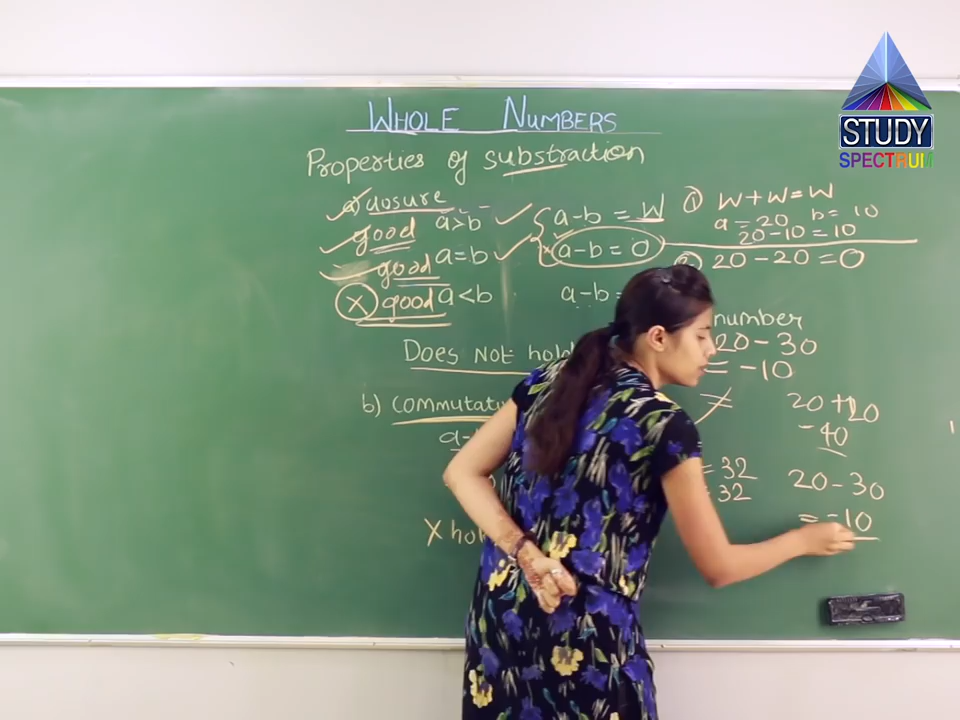 WHOLE NUMBERS
Properties of substraction
a) closure
good a>b
good a=b
X good a<b
a-b = W
a-b = 0
a-b=
Does Not hold
b) commutat
a-
X ho
① W+W=W
a = 20 b = 10
20-10 = 10
20-20=0
number
20-30
= -10
20+20
-40
= 32
= 32
20-30
= -10
STUDY
SPECTRUM